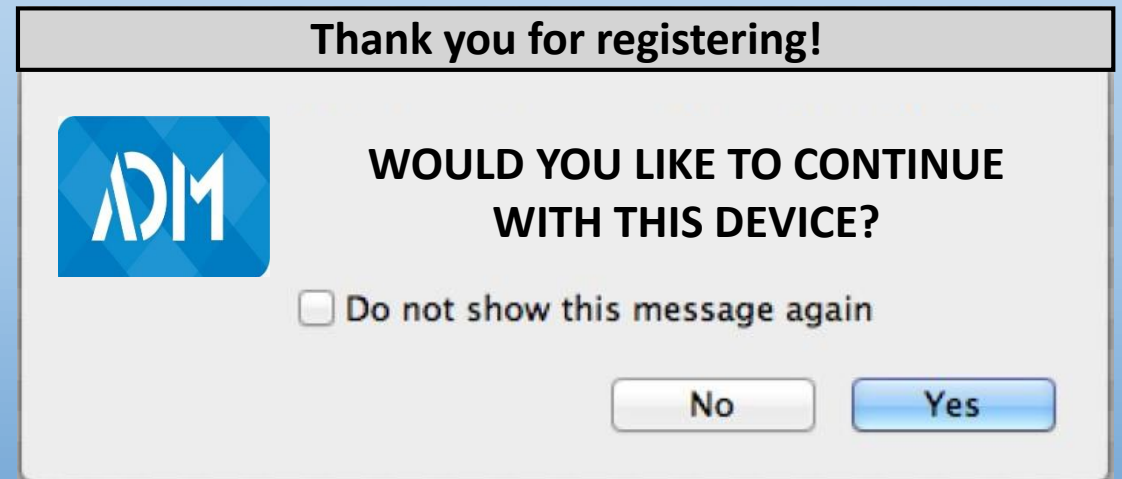 Thank you for registering!
ADM
WOULD YOU LIKE TO CONTINUE
WITH THIS DEVICE?
Do not show this message again
No
Yes